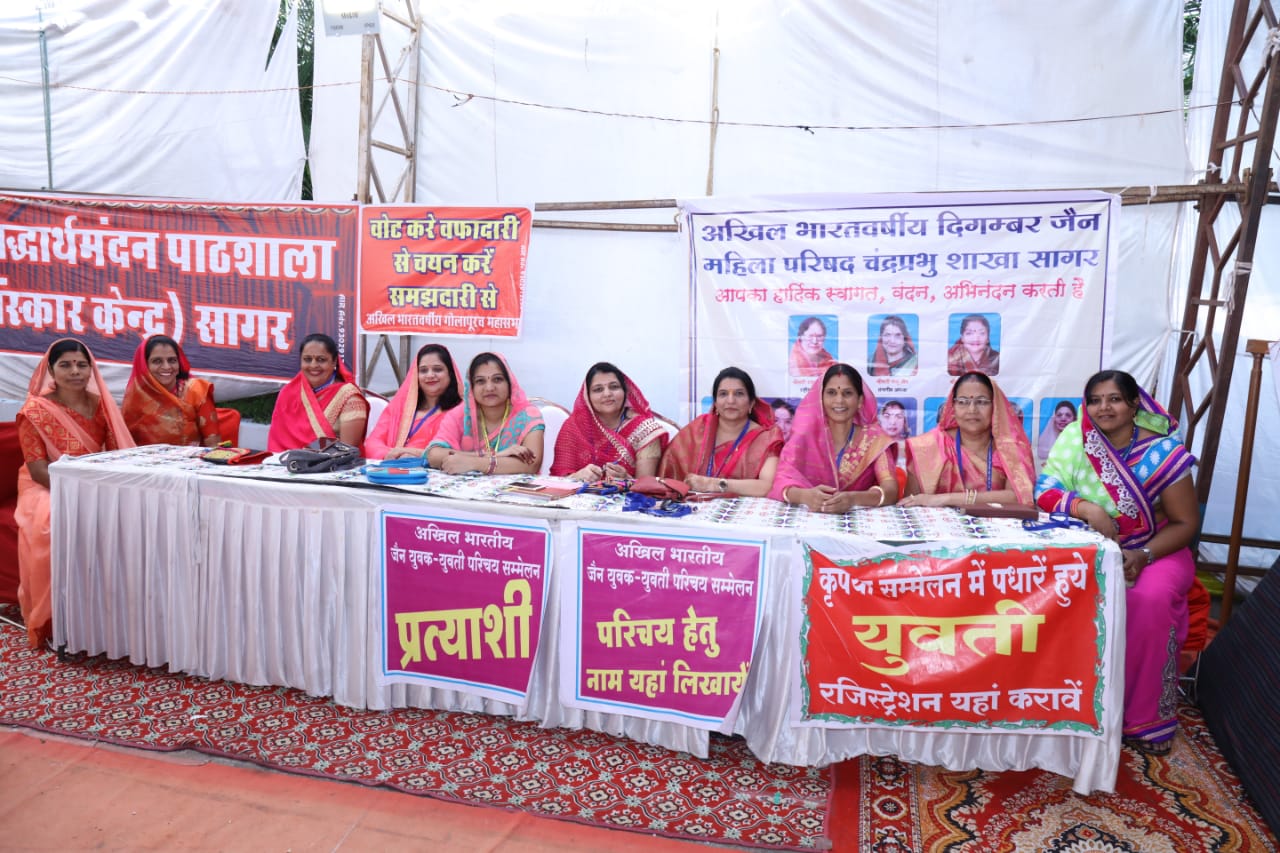 द्धार्थमंदन पाठशाला
स्कार केन्द्र) सागर
वोट करे वफादारी
से चयन करें
समझदारी से
अखिल भारतवर्षीय गोलापूरव महासभ
अखिल भारतवर्षीय दिगम्बर जैन
महिला परिषद चंद्रप्रभु शाखा सागर
आपका हार्दिक स्वागत, वंदन, अभिनंदन करती है
अखिल भारतीय
जैन युवक-युवती परिचय सम्मेलन
प्रत्याशी
अखिल भारतीय
जैन युवक-युवती परिचय सम्मेलन
परिचय हेतु
नाम यहां लिखायें
कृपया सम्मेलन में पधारें हुये
युवती
रजिस्ट्रेशन यहां करावें